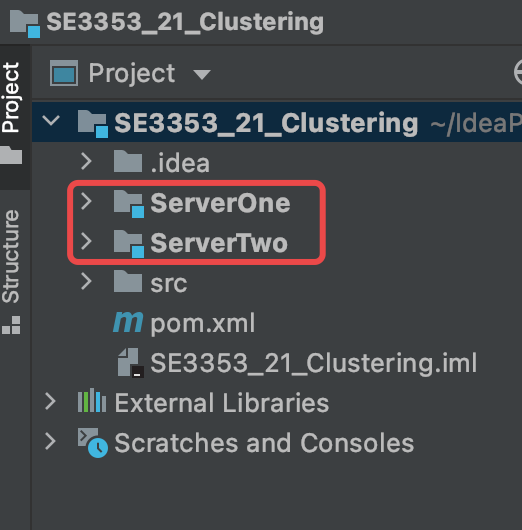 SE3353_21_Clustering
Project
Project
Structure
SE3353_21_Clustering ~/IdeaP
.idea
ServerOne
ServerTwo
src
pom.xml
SE3353_21_Clustering.iml
External Libraries
Scratches and Consoles